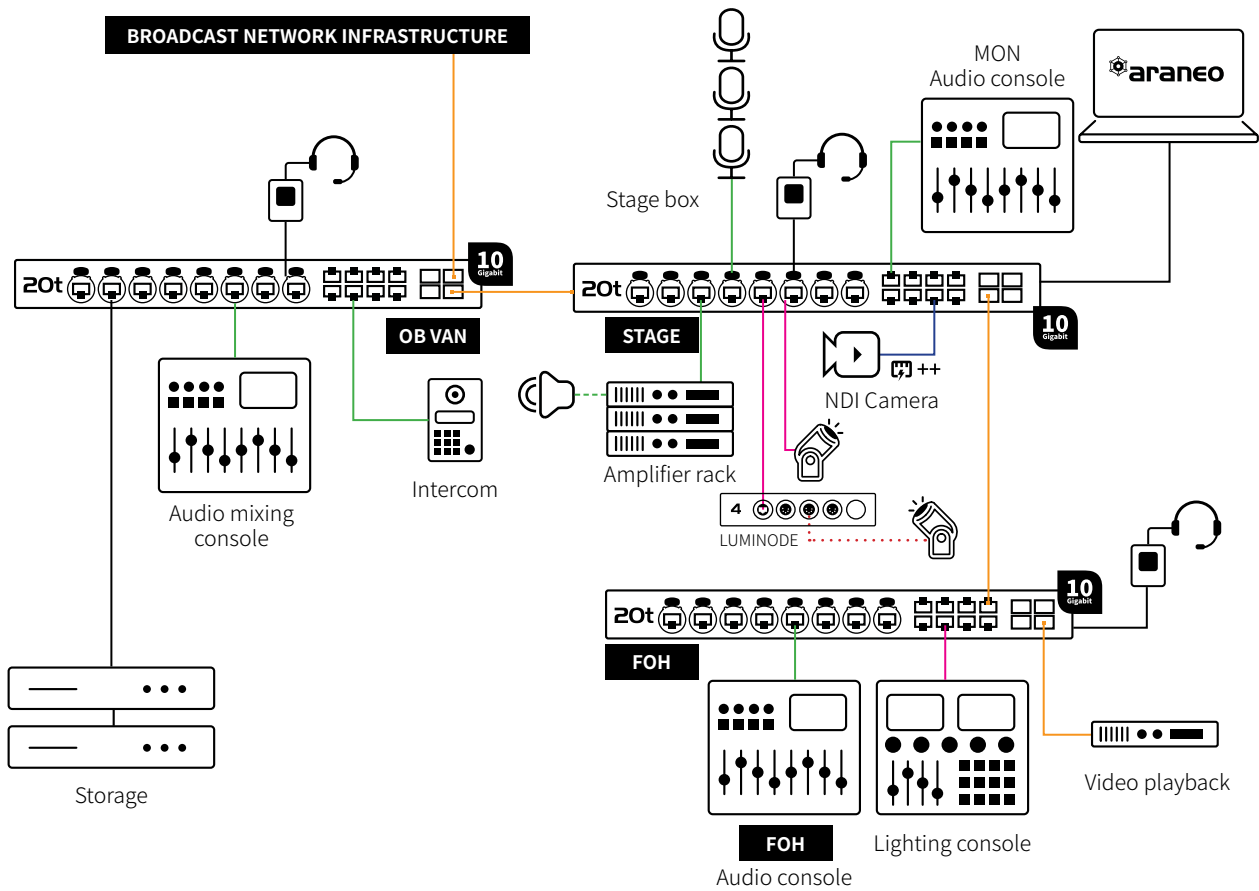 BROADCAST NETWORK INFRASTRUCTURE
MON
Audio console
araneo
Stage box
10
Gigabit
20t
20t
OB VAN
STAGE
10
Gigabit
++
NDI Camera
Amplifier rack
Intercom
Audio mixing
console
4
LUMINODE
10
Gigabit
20t
FOH
Storage
Video playback
FOH
Audio console
Lighting console